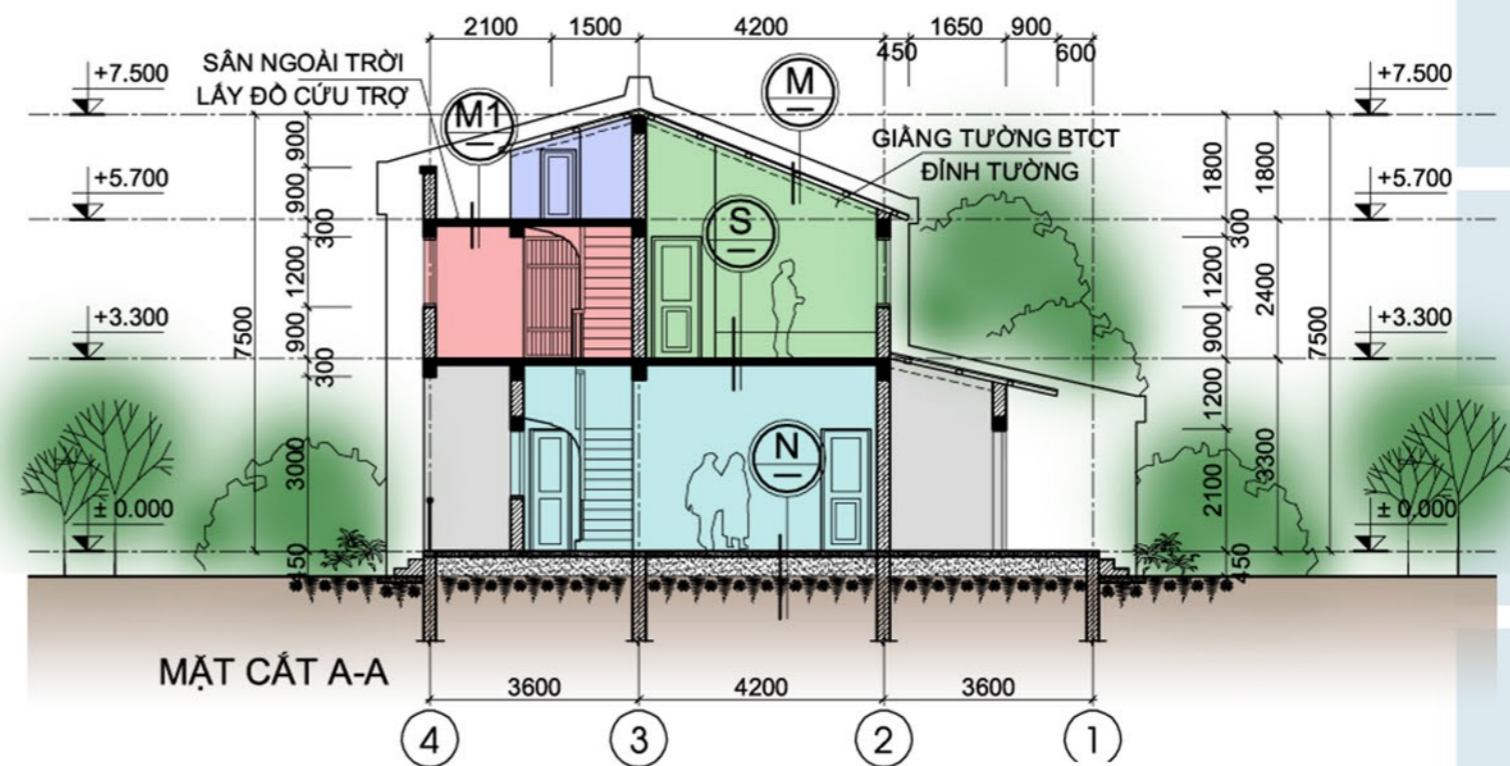 2100 1500 4200 450 1650 900 600
+7.500
SÂN NGOÀI TRỜI
LẤY ĐỒ CỨU TRỢ
M1
M
+7.500
GIẰNG TƯỜNG BTCT
ĐỈNH TƯỜNG
+5.700
+5.700
S
+3.300
+3.300
N
± 0.000
± 0.000
7500
900
900
300
1200
900
300
3000
450
1800
300
1200
900
1200
2100
450
1800
2400
3300
7500
MẶT CẮT A-A
3600 4200 3600
4 3 2 1